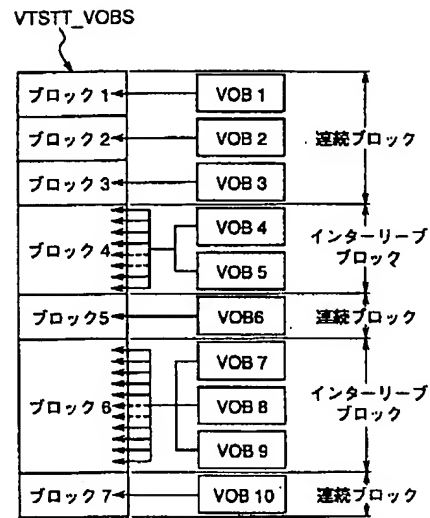 VTSTT_VOBS
ブロック 1
VOB 1
ブロック 2
VOB 2
連続ブロック
ブロック 3
VOB 3
VOB 4
ブロック 4
インターリーブ
ブロック
VOB 5
ブロック5
VOB6
連続ブロック
VOB 7
ブロック 6
VOB 8
インターリーブ
ブロック
VOB 9
ブロック 7
VOB 10
連続ブロック